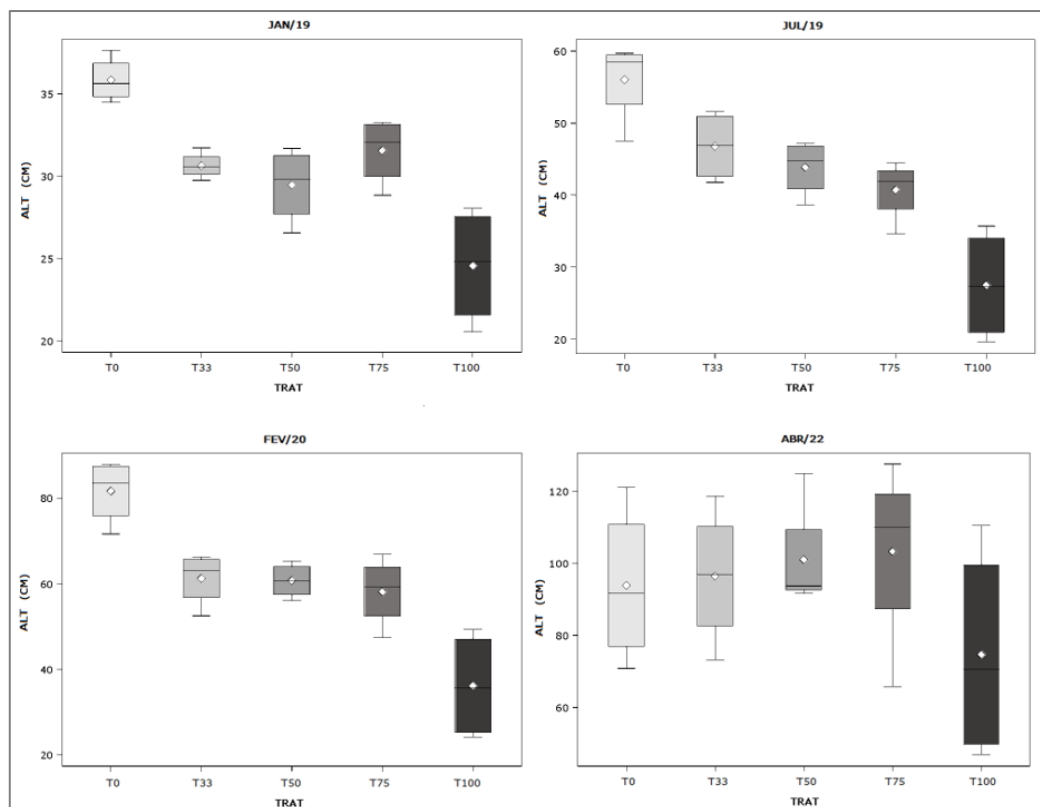 JAN/19
ALT (CM)
35
30
25
20
T0 T33 T50 T75 T100
TRAT
JUL/19
ALT (CM)
60
50
40
30
20
T0 T33 T50 T75 T100
TRAT
FEV/20
ALT (CM)
80
60
40
20
T0 T33 T50 T75 T100
TRAT
ABR/22
ALT (CM)
120
100
80
60
T0 T33 T50 T75 T100
TRAT